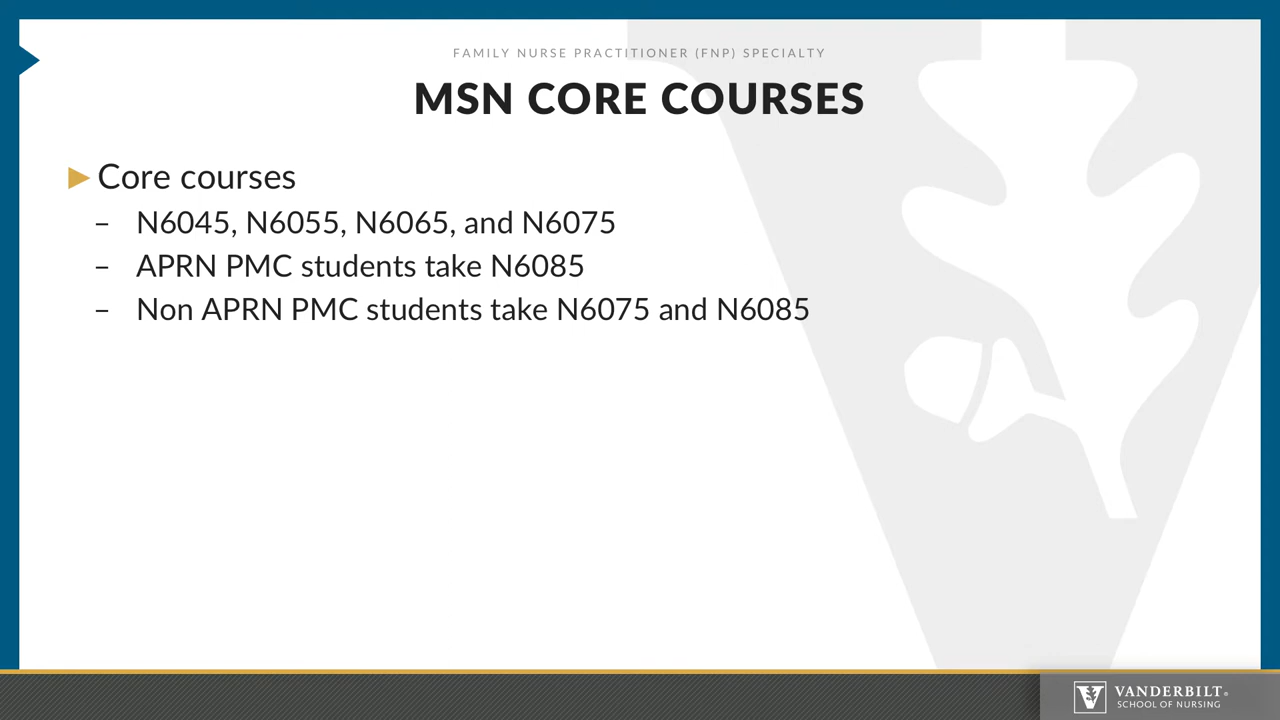 FAMILY NURSE PRACTITIONER (FNP) SPECIALTY
MSN CORE COURSES
Core courses
– N6045, N6055, N6065, and N6075
– APRN PMC students take N6085
– Non APRN PMC students take N6075 and N6085
VANDERBILT®
SCHOOL OF NURSING